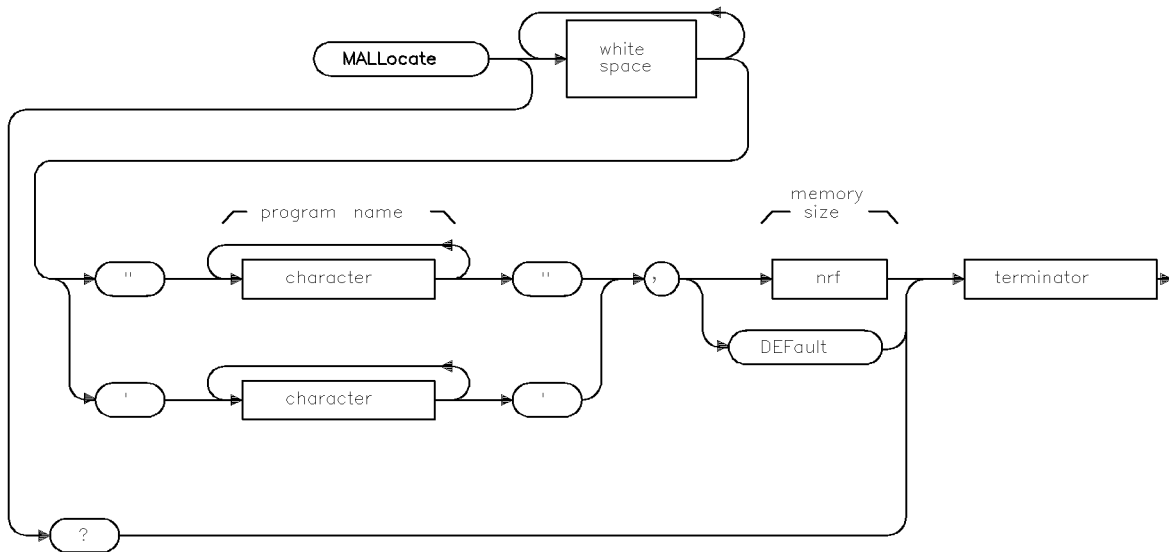 MALLocate
white
space
memory
program name
size
" character " , nrf terminator
DEFault
' character '
?